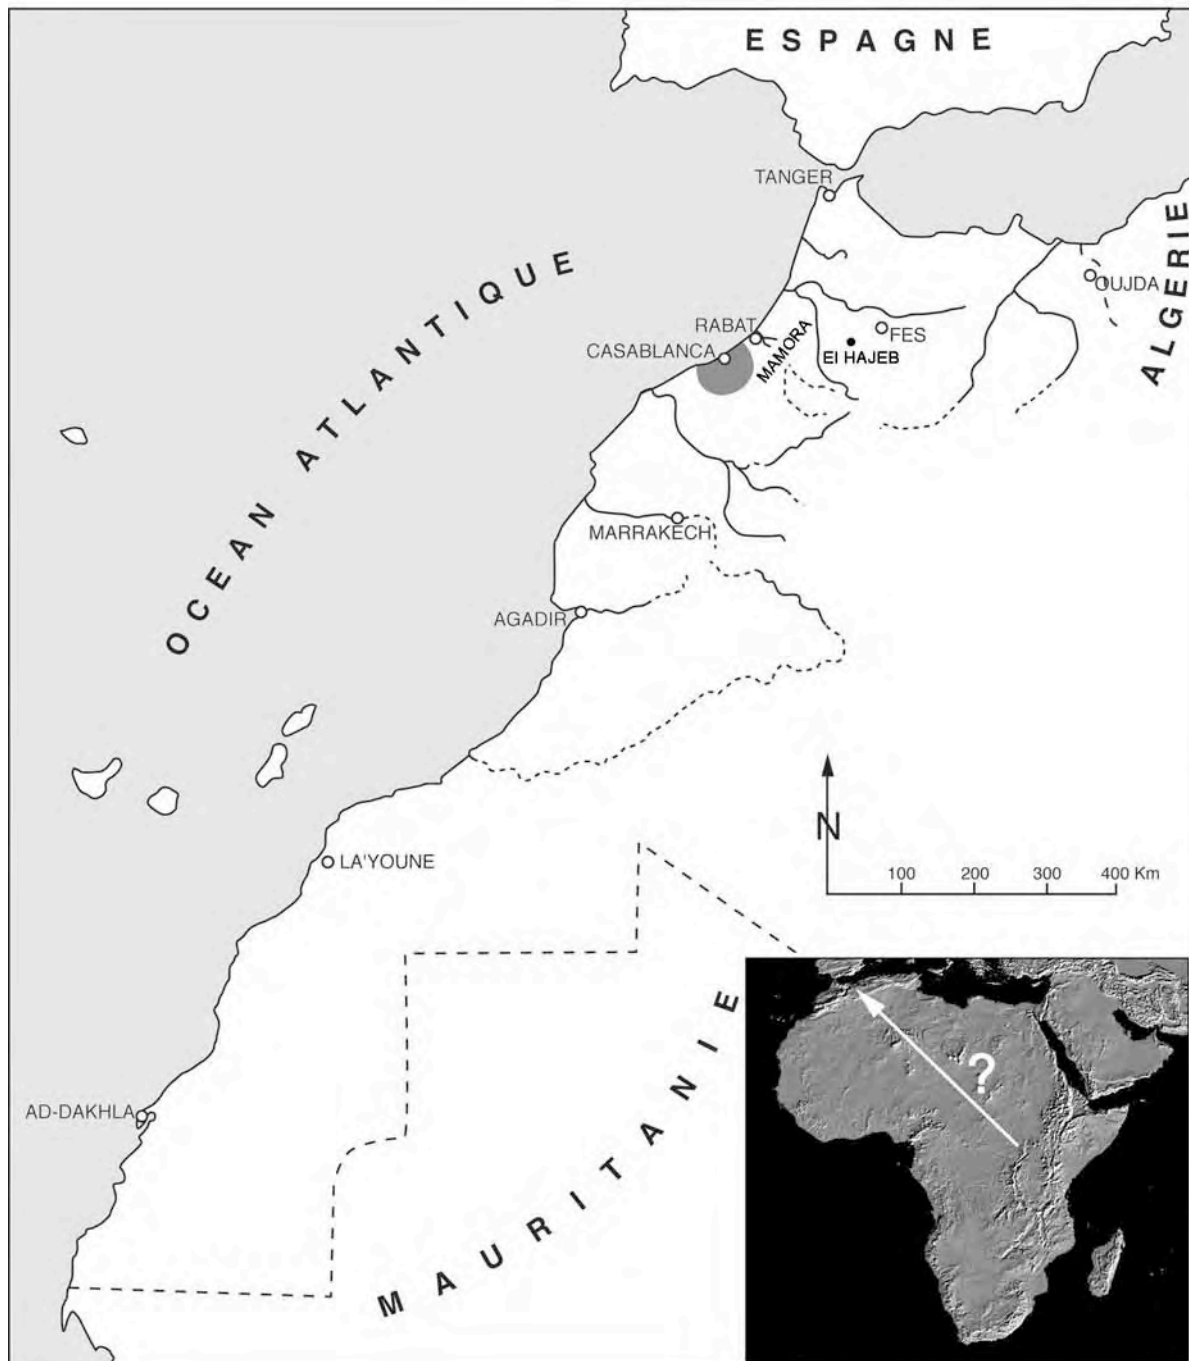 ESPAGNE
TANGER
ALGERIE
OUJDA
OCEAN ATLANTIQUE
RABAT
MAMORA
FES
CASABLANCA
El HAJEB
MARRAKECH
AGADIR
N
LA'YOUNE
100 200 300 400 Km
MAURITANIE
?
AD-DAKHLA